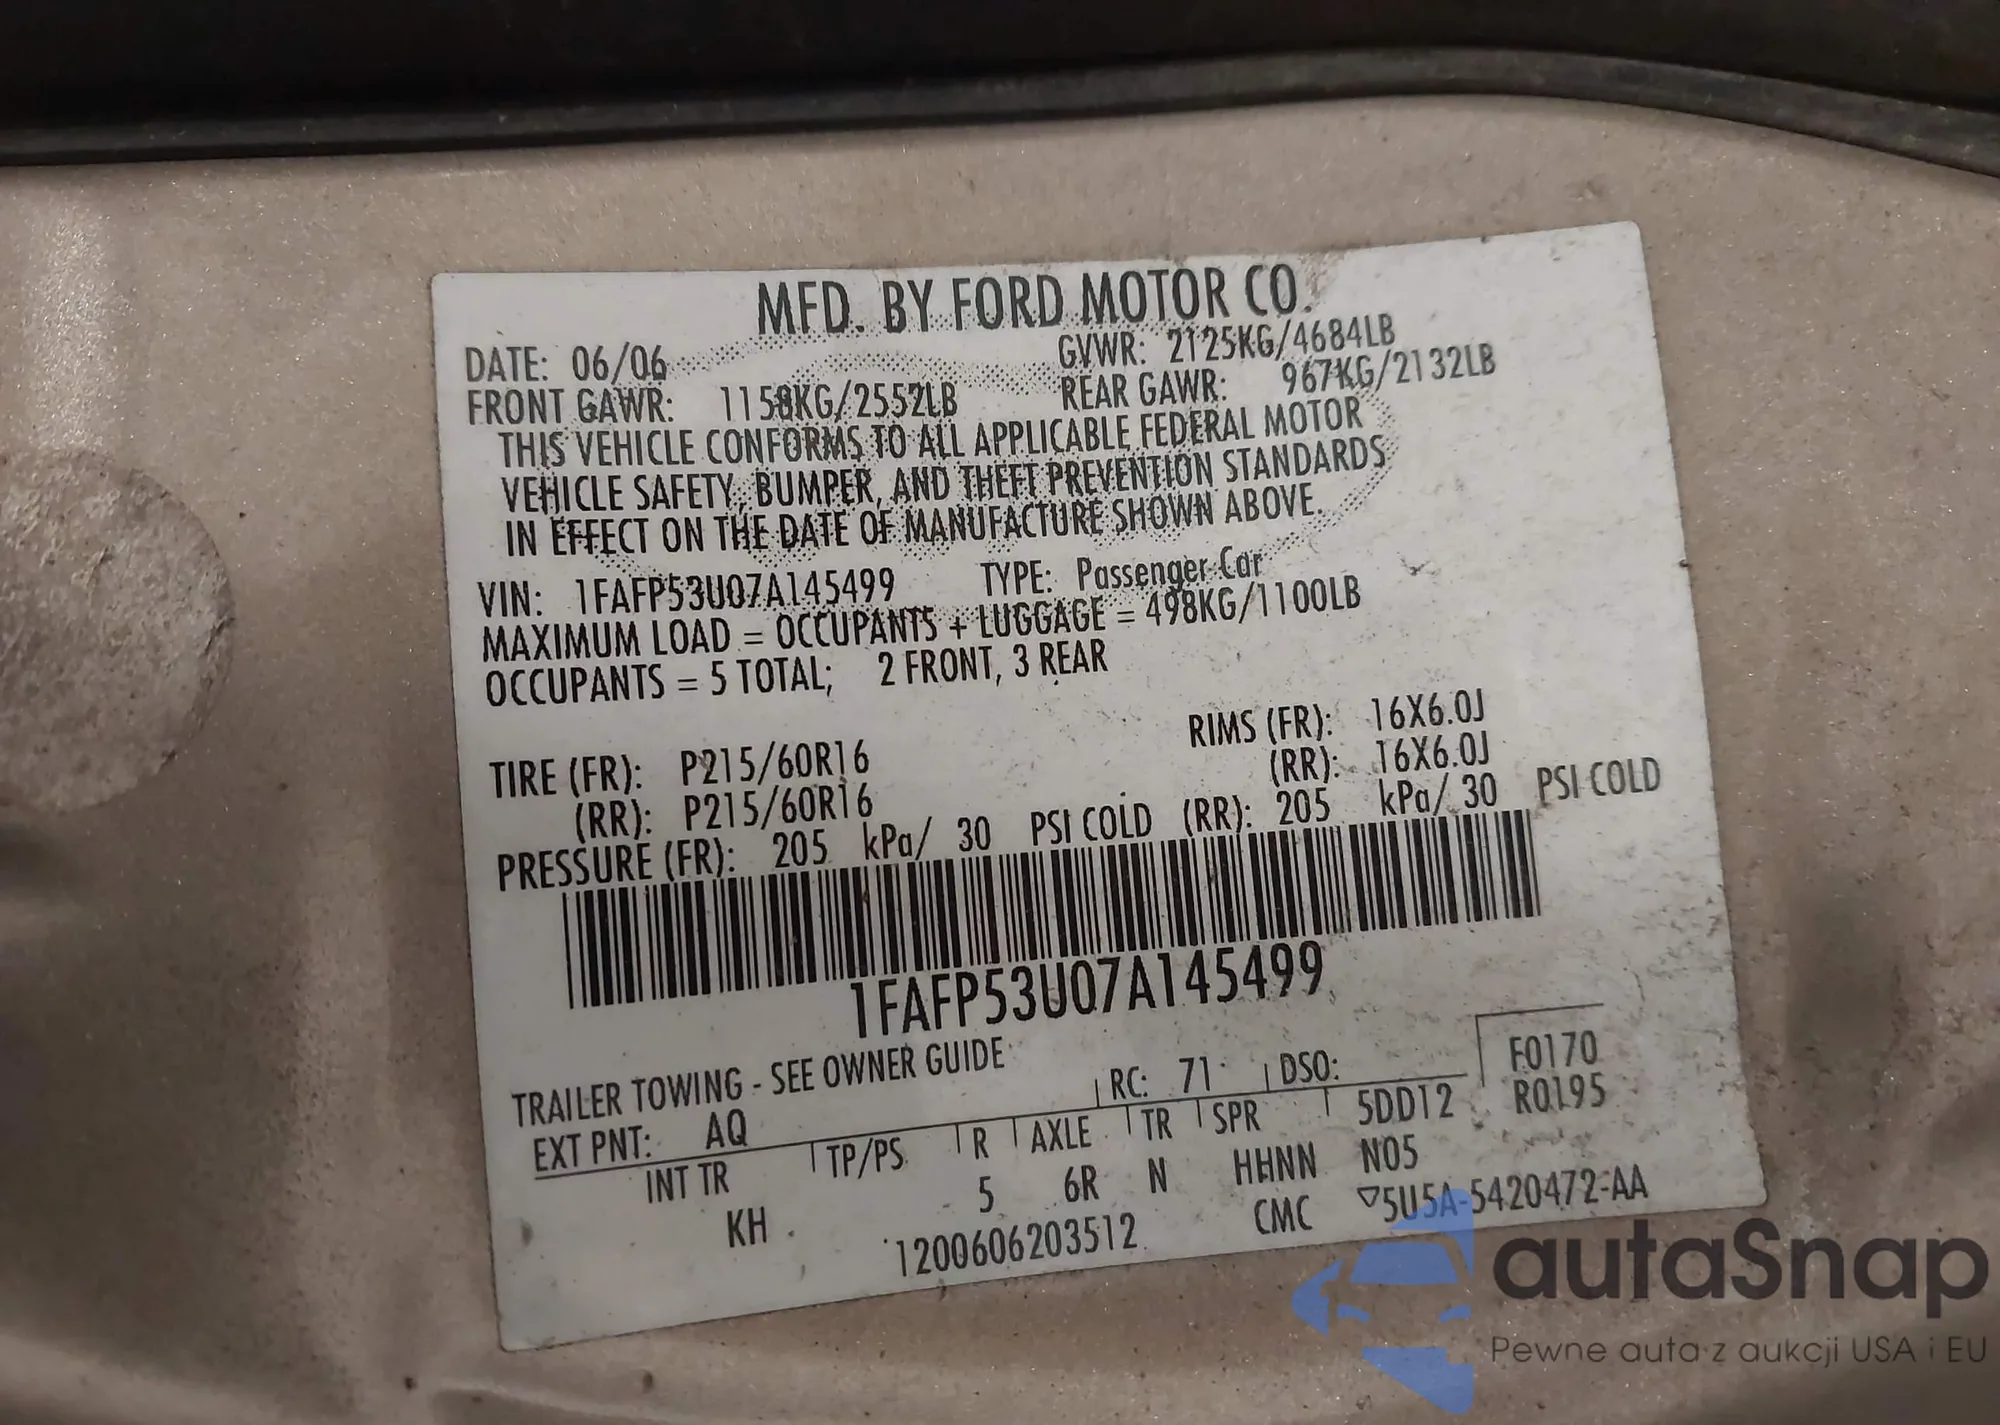 MFD. BY FORD MOTOR CO.
DATE: 06/06 GVWR: 2125KG/4684LB
FRONT GAWR: 1158KG/2552LB REAR GAWR: 967KG/2132LB
THIS VEHICLE CONFORMS TO ALL APPLICABLE FEDERAL MOTOR
VEHICLE SAFETY, BUMPER, AND THEFT PREVENTION STANDARDS
IN EFFECT ON THE DATE OF MANUFACTURE SHOWN ABOVE.
VIN: 1FAFP53U07A145499 TYPE: Passenger Car
MAXIMUM LOAD = OCCUPANTS + LUGGAGE = 498KG/1100LB
OCCUPANTS = 5 TOTAL; 2 FRONT, 3 REAR
TIRE (FR): P215/60R16 RIMS (FR): 16X6.0J
(RR): P215/60R16 (RR): 16X6.0J
PRESSURE (FR): 205 kPa/ 30 PSI COLD (RR): 205 kPa/ 30 PSI COLD
1FAFP53U07A145499
TRAILER TOWING - SEE OWNER GUIDE
F0170
EXT PNT: AQ RC: 71 DSO: R0195
INT TR TP/PS R AXLE TR SPR 5DD12
KH 5 6R N HHNN N05
1200606203512 CMC ▽5U5A-5420472-AA
autaSnap
Pewne auta z aukcji USA i EU